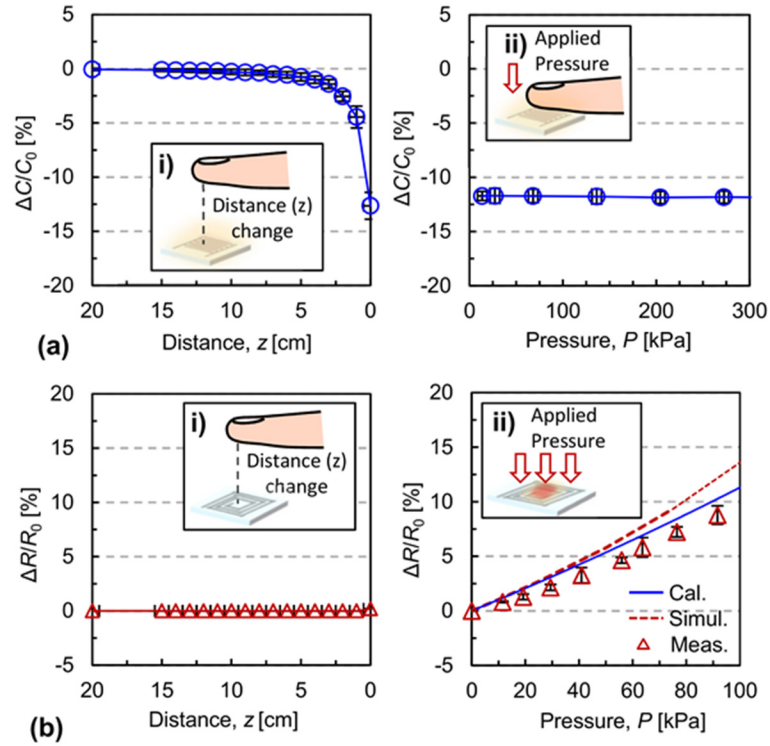 5
0
-5
-10
-15
-20
ΔC/C0 [%]
i)
Distance (z)
change
20
15
10
5
0
Distance, z [cm]
(a)
5
0
-5
-10
-15
-20
ΔC/C0 [%]
ii)
Applied
Pressure
0
100
200
300
Pressure, P [kPa]
20
15
10
5
0
-5
ΔR/R0 [%]
i)
Distance (z)
change
20
15
10
5
0
Distance, z [cm]
(b)
20
15
10
5
0
-5
ΔR/R0 [%]
ii)
Applied
Pressure
Cal.
Simul.
Meas.
0
20
40
60
80
100
Pressure, P [kPa]